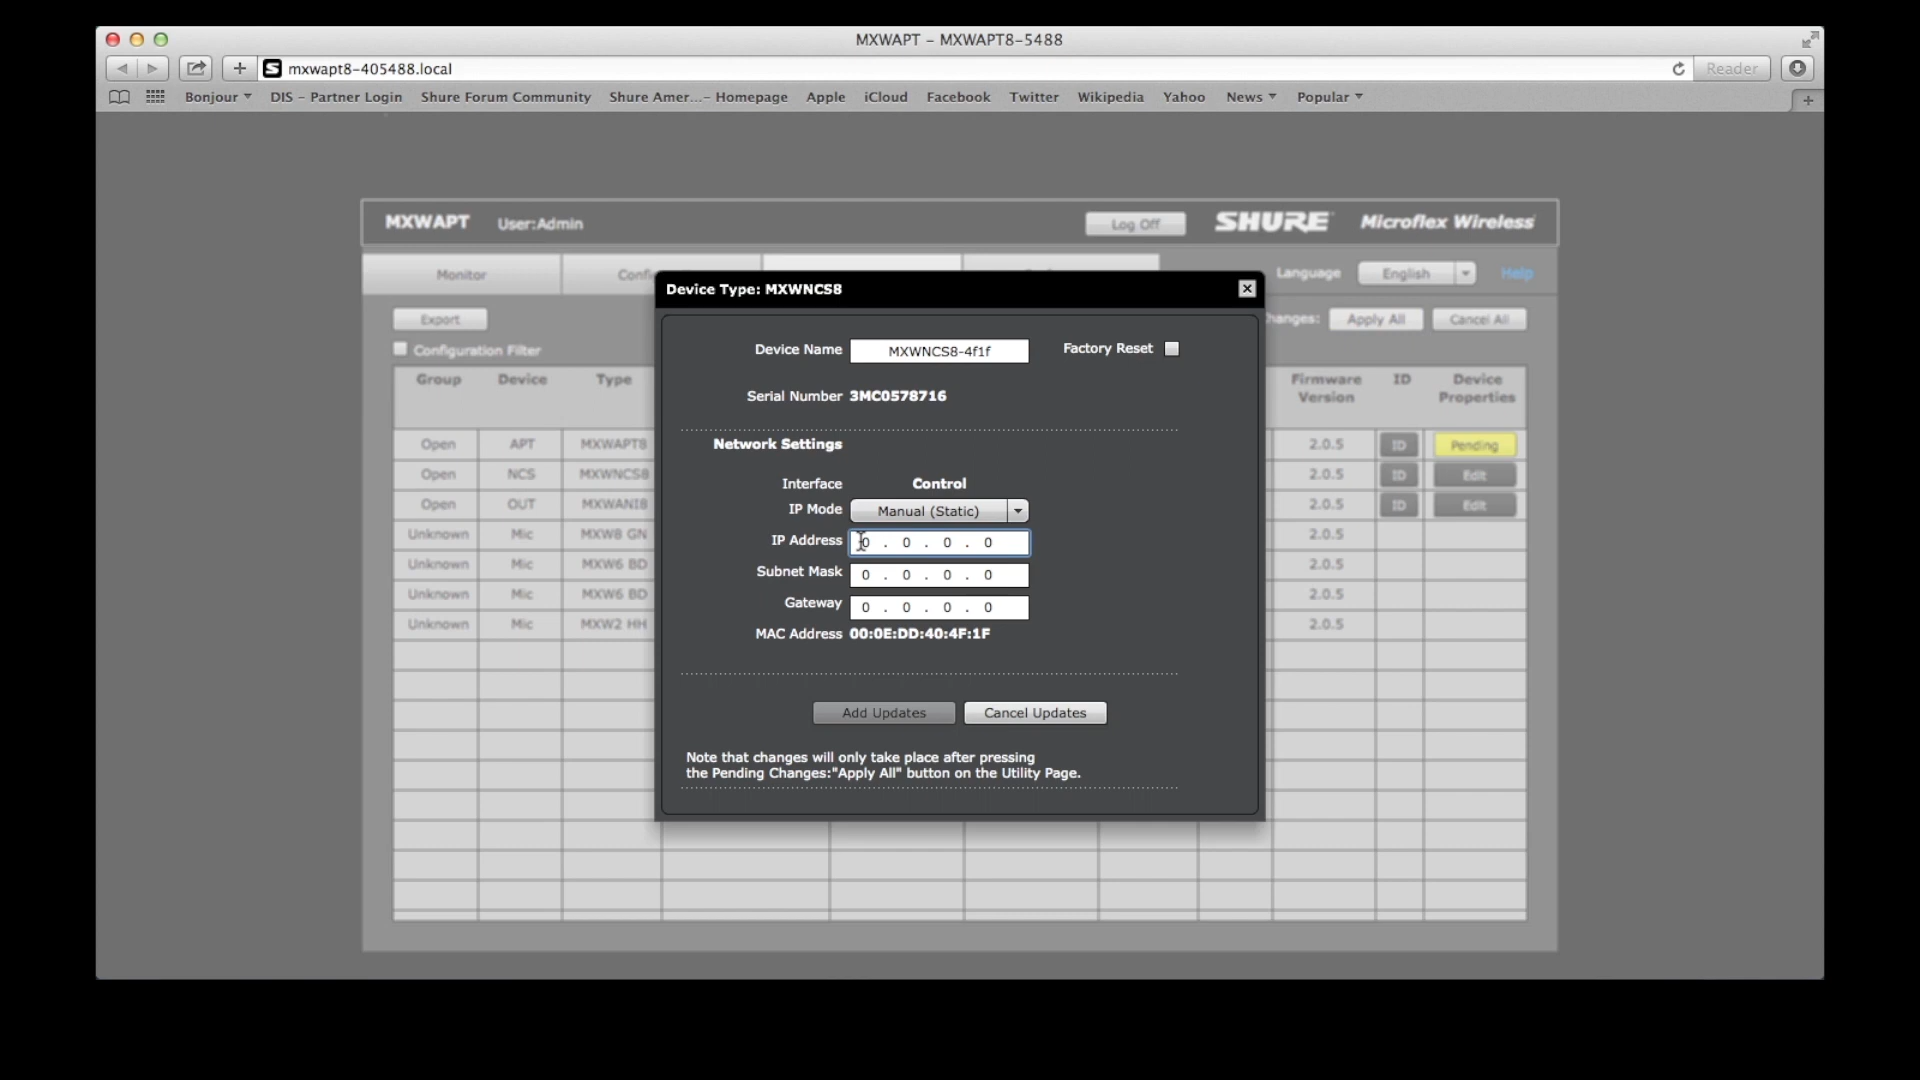 MXWAPT – MXWAPT8-5488
mxwapt8-405488.local
Reader
Bonjour
DIS – Partner Login
Shure Forum Community
Shure Amer...– Homepage
Apple
iCloud
Facebook
Twitter
Wikipedia
Yahoo
News
Popular
MXWAPT
User:Admin
Log Off
SHURE
Microflex Wireless
Monitor
Language
English
Help
Export
Apply All
Cancel All
Configuration Filter
Group Device Type Firmware Version ID Device Properties
Open APT MXWAPT8 2.0.5 ID Pending
Open NCS MXWNCS8 2.0.5 ID Edit
Open OUT MXWANI8 2.0.5 ID Edit
Unknown Mic MXW8 GN 2.0.5
Unknown Mic MXW6 BD 2.0.5
Unknown Mic MXW6 BD 2.0.5
Unknown Mic MXW2 HH 2.0.5
Device Type: MXWNCS8
Device Name MXWNCS8-4f1f Factory Reset
Serial Number 3MC0578716
Network Settings
Interface Control
IP Mode Manual (Static)
IP Address 0 . 0 . 0 . 0
Subnet Mask 0 . 0 . 0 . 0
Gateway 0 . 0 . 0 . 0
MAC Address 00:0E:DD:40:4F:1F
Add Updates Cancel Updates
Note that changes will only take place after pressing
the Pending Changes:"Apply All" button on the Utility Page.